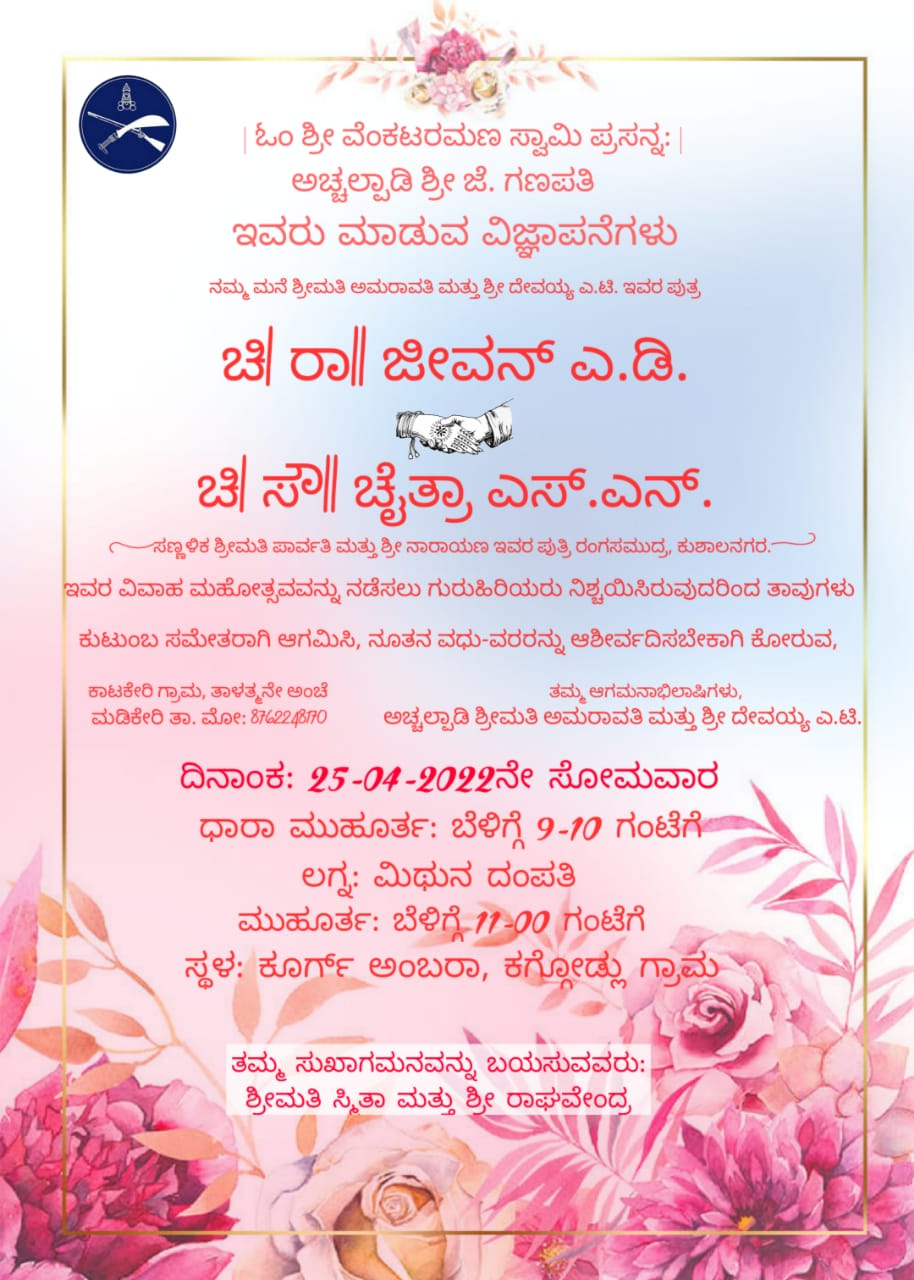 | ಓಂ ಶ್ರೀ ವೆಂಕಟರಮಣ ಸ್ವಾಮಿ ಪ್ರಸನ್ನ: |
ಅಚ್ಚಲ್ಪಾಡಿ ಶ್ರೀ ಜೆ. ಗಣಪತಿ
ಇವರು ಮಾಡುವ ವಿಜ್ಞಾಪನೆಗಳು
ನಮ್ಮ ಮನೆ ಶ್ರೀಮತಿ ಅಮರಾವತಿ ಮತ್ತು ಶ್ರೀ ದೇವಯ್ಯ ಎ.ಟಿ. ಇವರ ಪುತ್ರ
ಚಿ| ರಾ|| ಜೀವನ್ ಎ.ಡಿ.
ಚಿ| ಸೌ|| ಚೈತ್ರಾ ಎಸ್.ಎನ್.
ಸಣ್ಣಳಿಕ ಶ್ರೀಮತಿ ಪಾರ್ವತಿ ಮತ್ತು ಶ್ರೀ ನಾರಾಯಣ ಇವರ ಪುತ್ರಿ ರಂಗಸಮುದ್ರ, ಕುಶಾಲನಗರ.
ಇವರ ವಿವಾಹ ಮಹೋತ್ಸವವನ್ನು ನಡೆಸಲು ಗುರುಹಿರಿಯರು ನಿಶ್ಚಯಿಸಿರುವುದರಿಂದ ತಾವುಗಳು
ಕುಟುಂಬ ಸಮೇತರಾಗಿ ಆಗಮಿಸಿ, ನೂತನ ವಧು-ವರರನ್ನು ಆಶೀರ್ವದಿಸಬೇಕಾಗಿ ಕೋರುವ,
ಕಾಟಕೇರಿ ಗ್ರಾಮ, ತಾಳತ್ಮನೇ ಅಂಚೆ
ಮಡಿಕೇರಿ ತಾ. ಮೋ: 8762248170
ತಮ್ಮ ಆಗಮನಾಭಿಲಾಷಿಗಳು,
ಅಚ್ಚಲ್ಪಾಡಿ ಶ್ರೀಮತಿ ಅಮರಾವತಿ ಮತ್ತು ಶ್ರೀ ದೇವಯ್ಯ ಎ.ಟಿ.
ದಿನಾಂಕ: 25-04-2022ನೇ ಸೋಮವಾರ
ಧಾರಾ ಮುಹೂರ್ತ: ಬೆಳಿಗ್ಗೆ 9-10 ಗಂಟೆಗೆ
ಲಗ್ನ: ಮಿಥುನ ದಂಪತಿ
ಮುಹೂರ್ತ: ಬೆಳಿಗ್ಗೆ 11-00 ಗಂಟೆಗೆ
ಸ್ಥಳ: ಕೂರ್ಗ್ ಅಂಬರಾ, ಕಗ್ಗೋಡ್ಲು ಗ್ರಾಮ
ತಮ್ಮ ಸುಖಾಗಮನವನ್ನು ಬಯಸುವವರು:
ಶ್ರೀಮತಿ ಸ್ಮಿತಾ ಮತ್ತು ಶ್ರೀ ರಾಘವೇಂದ್ರ